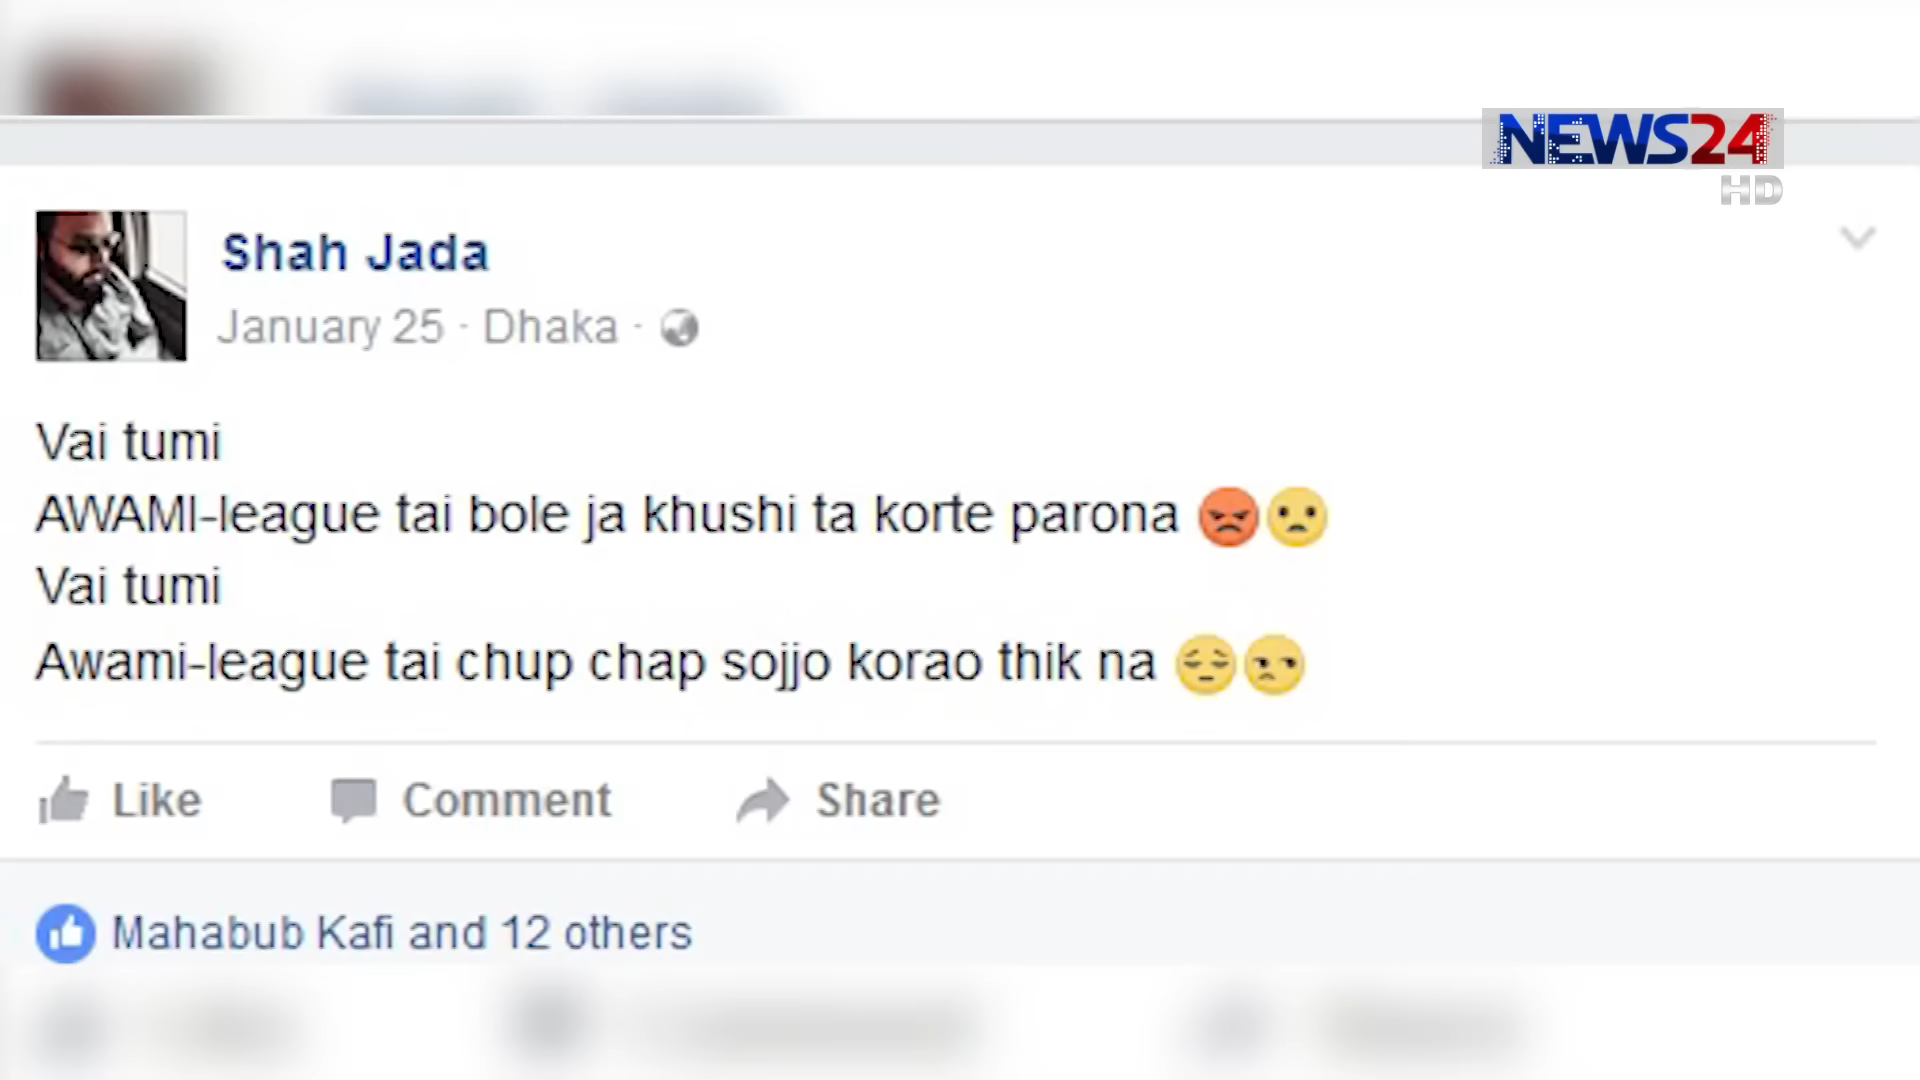 NEWS24
HD
Shah Jada
January 25 · Dhaka ·
Vai tumi
AWAMI-league tai bole ja khushi ta korte parona 😡😟
Vai tumi
Awami-league tai chup chap sojjo korao thik na 😔😒
Like Comment Share
Mahabub Kafi and 12 others